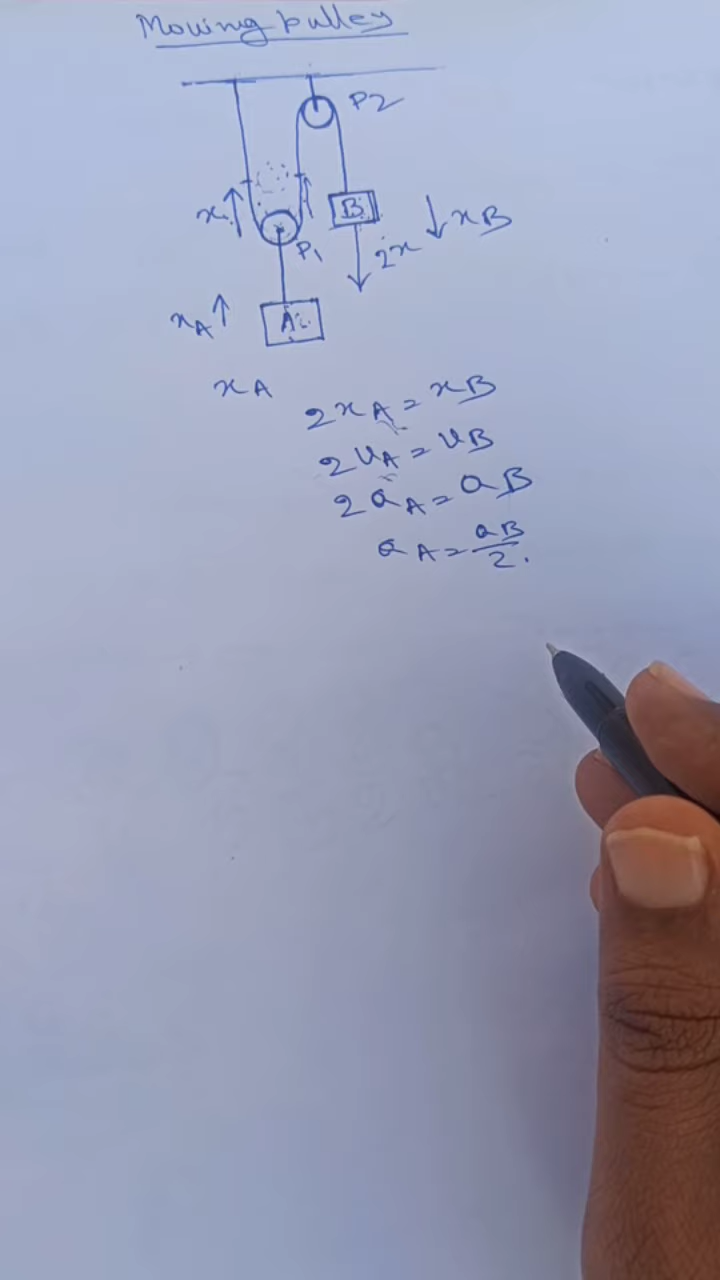 Moving pulley
P2
x
B
xB
2x
P1
xA
A
xA
2xA = xB
2vA = vB
2aA = aB
aA = aB/2.